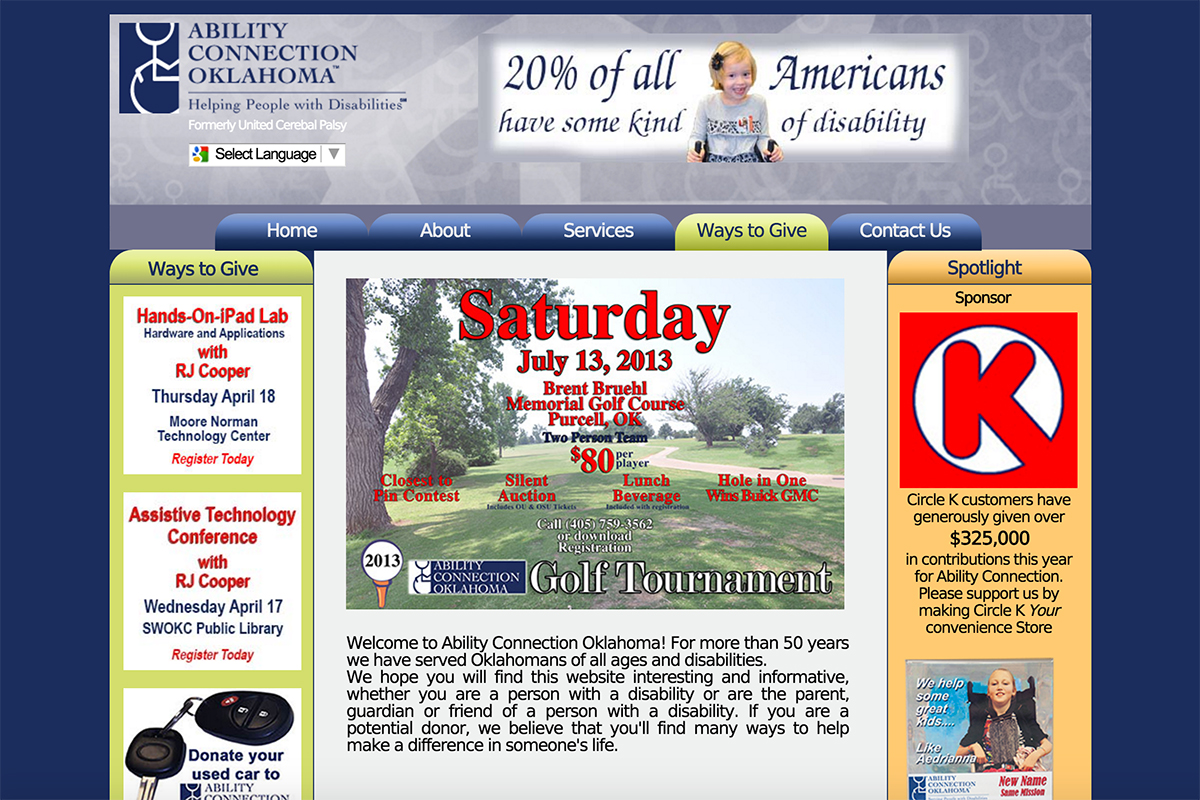 ABILITY
CONNECTION
OKLAHOMA™
Helping People with Disabilities℠
Formerly United Cerebal Palsy
Select Language
20% of all Americans
have some kind of disability
Home
About
Services
Ways to Give
Contact Us
Ways to Give
Hands-On-iPad Lab
Hardware and Applications
with
RJ Cooper
Thursday April 18
Moore Norman
Technology Center
Register Today
Assistive Technology
Conference
with
RJ Cooper
Wednesday April 17
SWOKC Public Library
Register Today
Donate your
used car to
ABILITY
CONNECTION
Saturday
July 13, 2013
Brent Bruehl
Memorial Golf Course
Purcell, OK
Two Person Team
$80 per
player
Closest to
Pin Contest
Silent
Auction
Includes OU & OSU Tickets
Lunch
Beverage
Included with registration
Hole in One
Wins Buick GMC
Call (405) 759-3562
or download
Registration
2013
ABILITY
CONNECTION
OKLAHOMA
Golf Tournament
Welcome to Ability Connection Oklahoma! For more than 50 years
we have served Oklahomans of all ages and disabilities.
We hope you will find this website interesting and informative,
whether you are a person with a disability or are the parent,
guardian or friend of a person with a disability. If you are a
potential donor, we believe that you'll find many ways to help
make a difference in someone's life.
Spotlight
Sponsor
K
Circle K customers have
generously given over
$325,000
in contributions this year
for Ability Connection.
Please support us by
making Circle K Your
convenience Store
We help
some
great
kids....
Like
Aedrianna
ABILITY
CONNECTION
OKLAHOMA
New Name
Same Mission